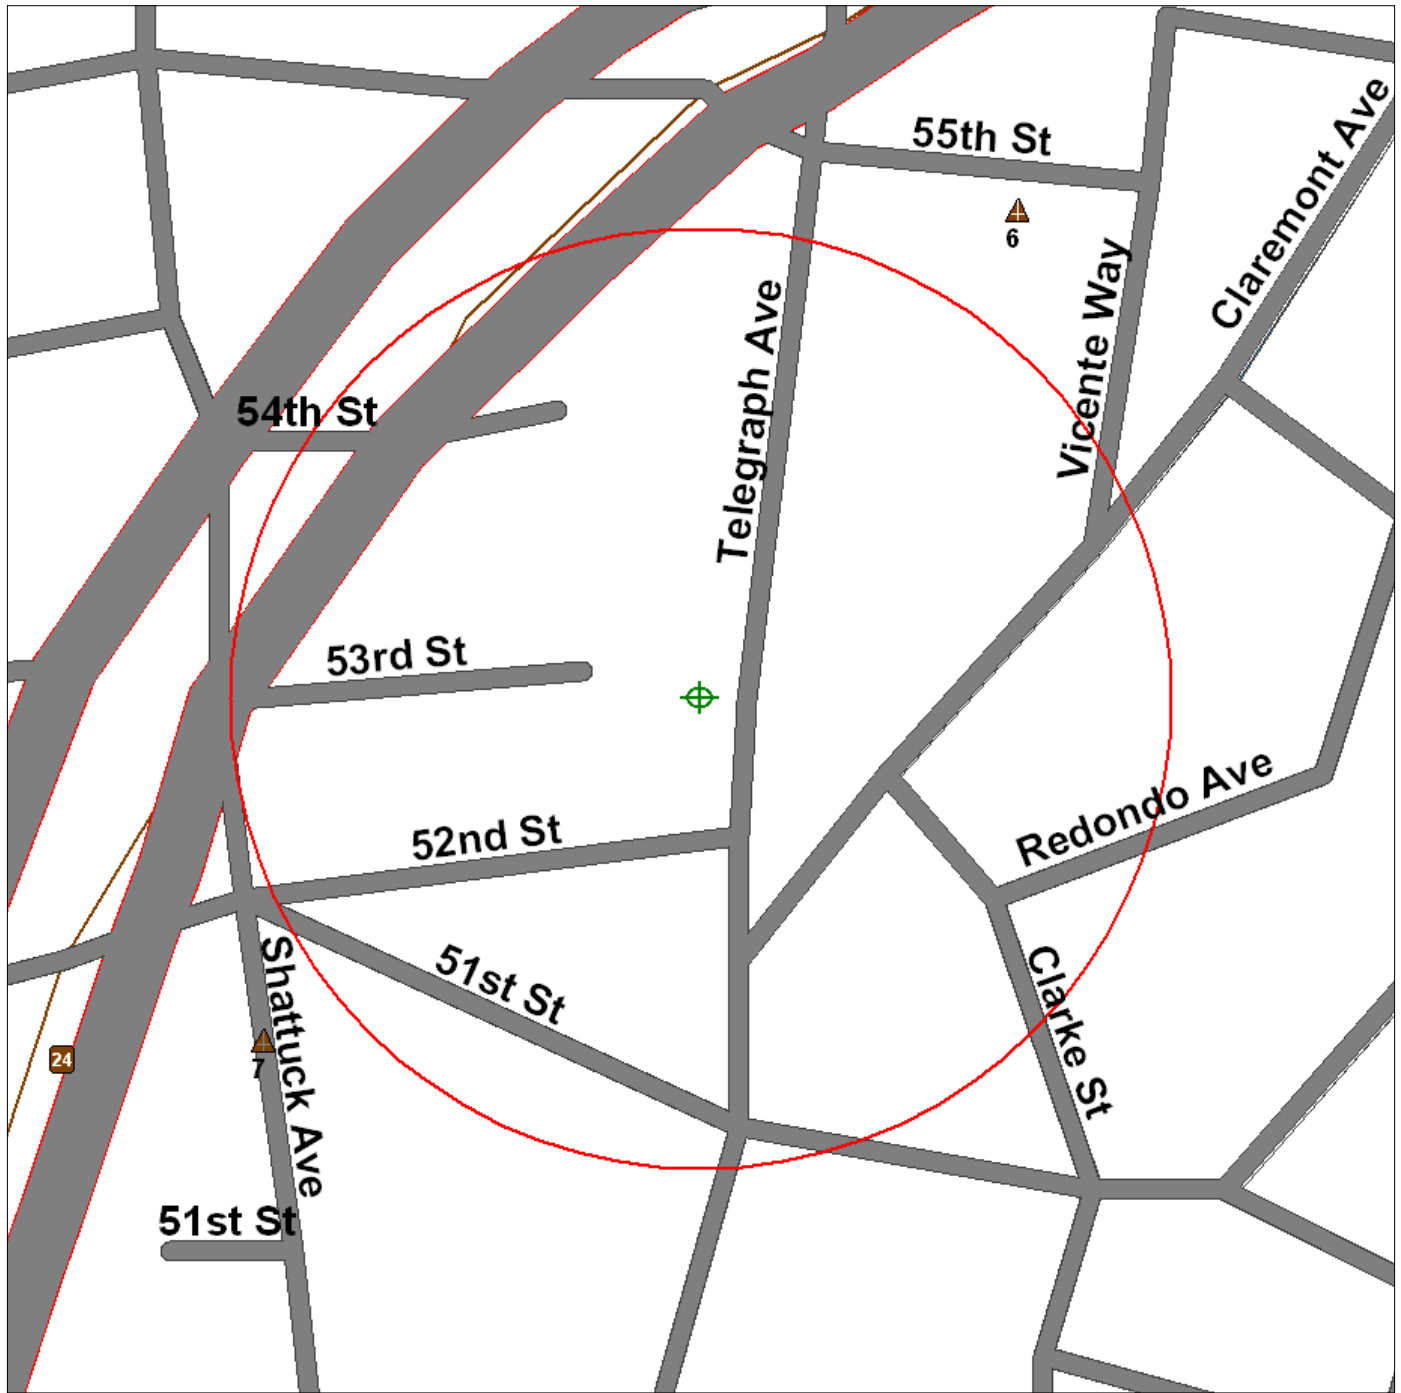 55th St
Claremont Ave
6
Vicente Way
Telegraph Ave
54th St
53rd St
Redondo Ave
52nd St
51st St
Shattuck Ave
Clarke St
24
7
51st St